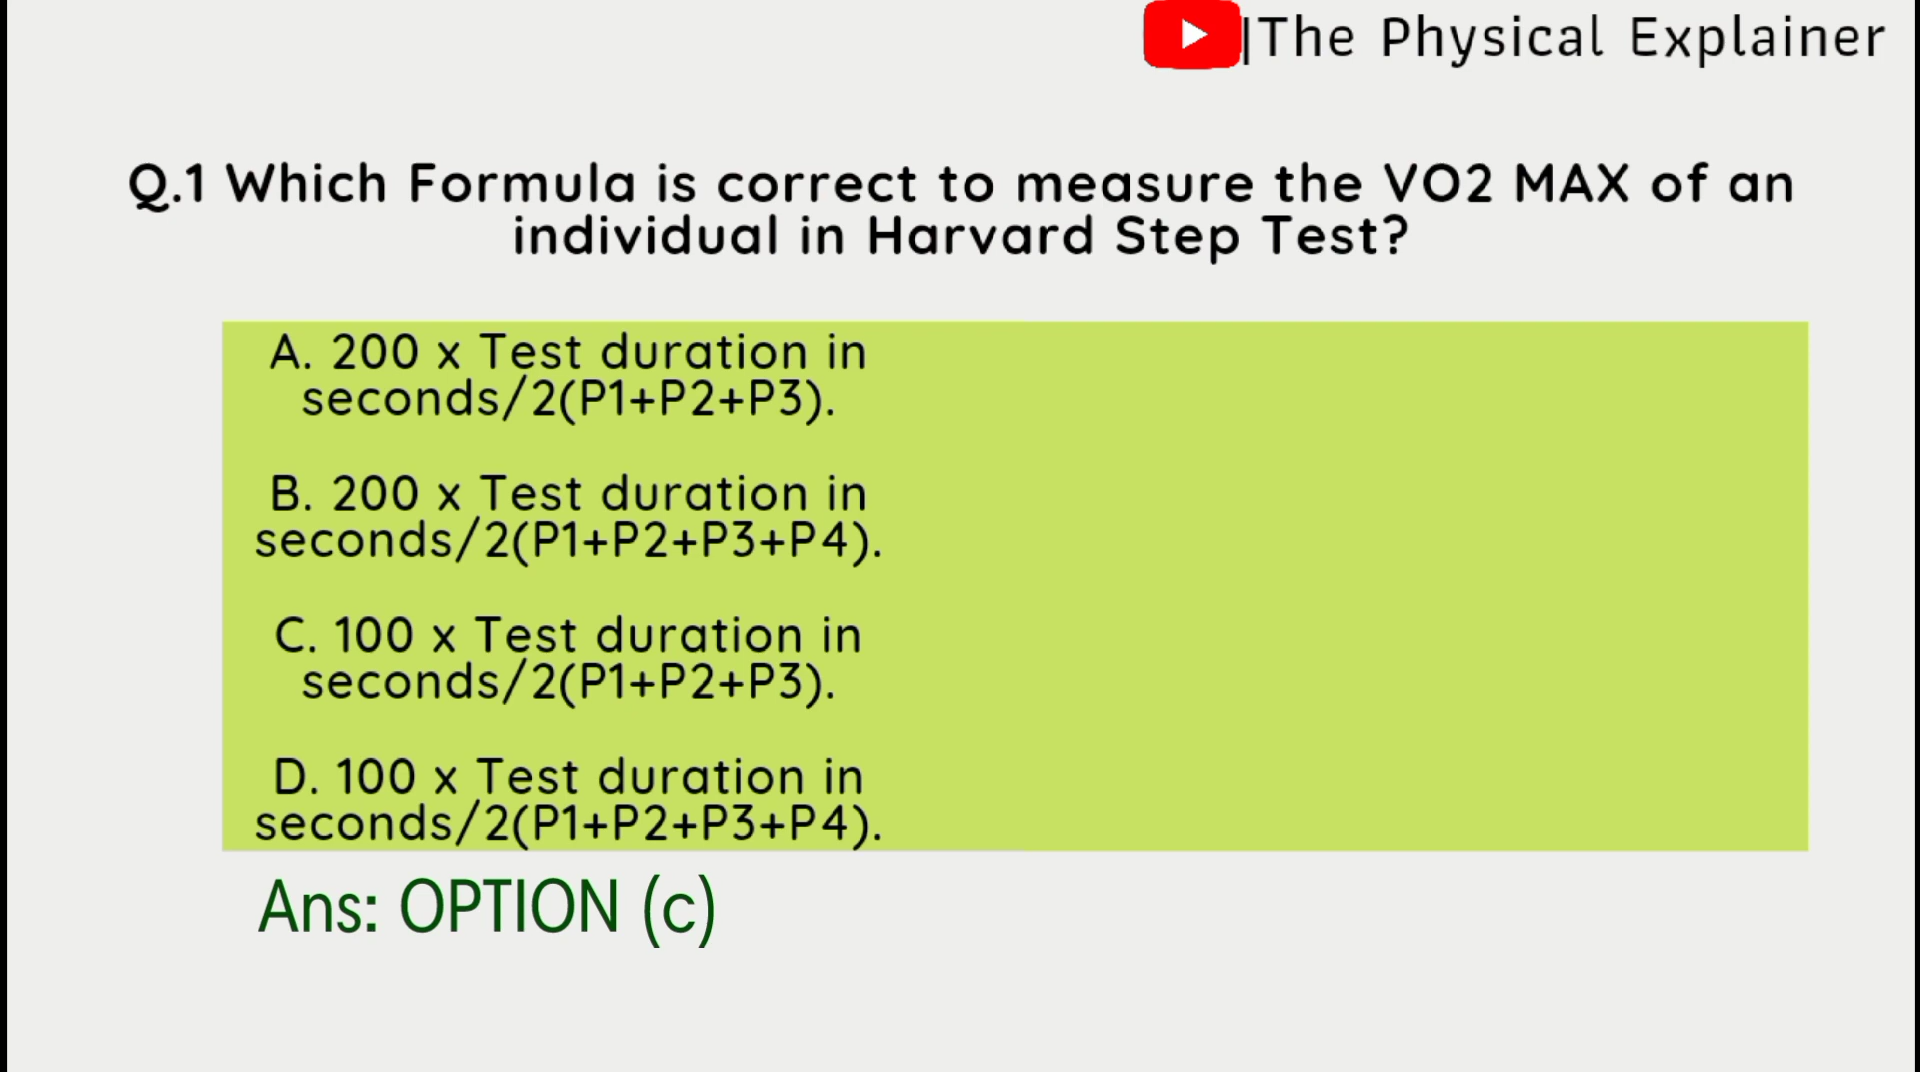 |The Physical Explainer
Q.1 Which Formula is correct to measure the VO2 MAX of an
individual in Harvard Step Test?
A. 200 x Test duration in
seconds/2(P1+P2+P3).
B. 200 x Test duration in
seconds/2(P1+P2+P3+P4).
C. 100 x Test duration in
seconds/2(P1+P2+P3).
D. 100 x Test duration in
seconds/2(P1+P2+P3+P4).
Ans: OPTION (c)